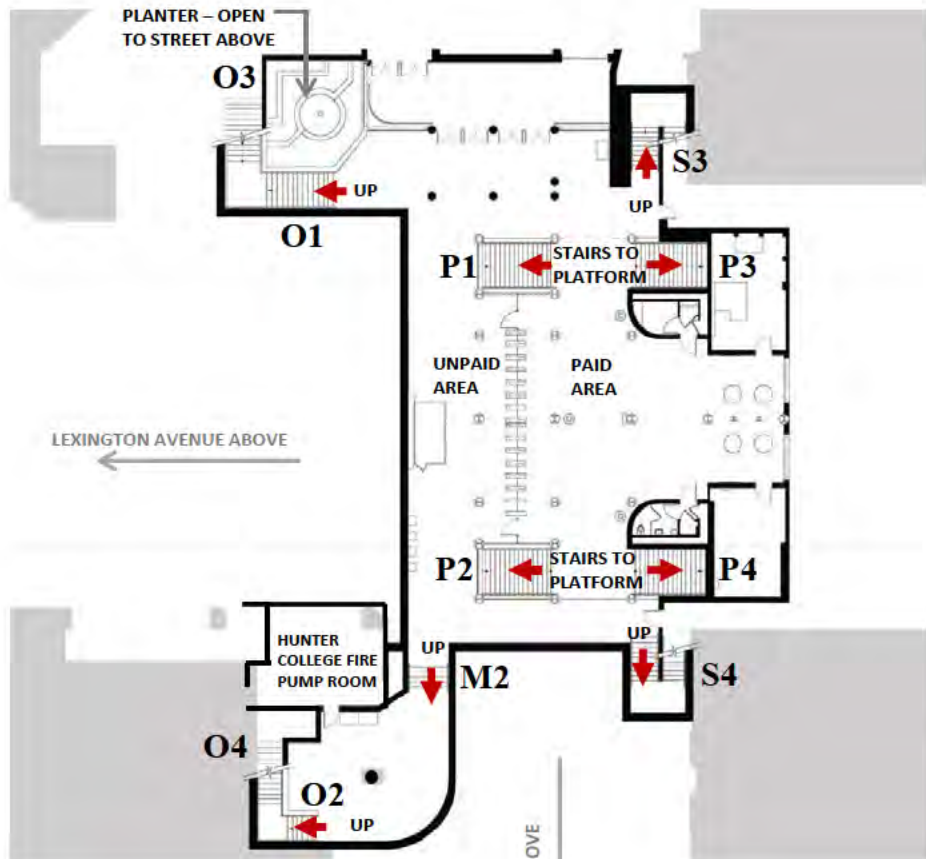 PLANTER – OPEN
TO STREET ABOVE
O3
S3
UP
UP
O1
P1
STAIRS TO
PLATFORM
P3
UNPAID
AREA
PAID
AREA
LEXINGTON AVENUE ABOVE
P2
STAIRS TO
PLATFORM
P4
HUNTER
COLLEGE FIRE
PUMP ROOM
UP
UP
M2
S4
O4
O2
UP
OVE